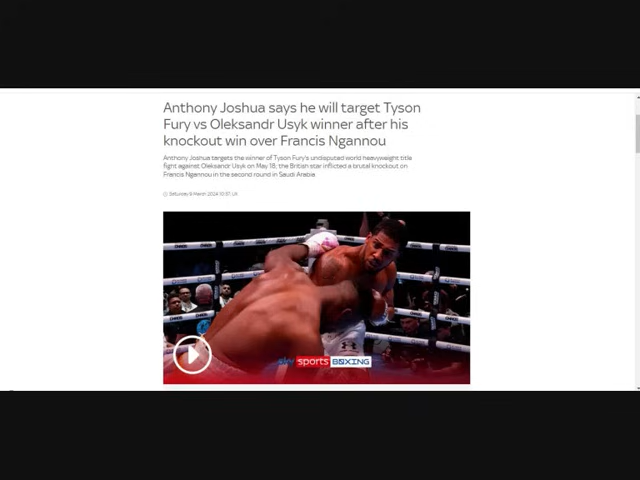 Anthony Joshua says he will target Tyson
Fury vs Oleksandr Usyk winner after his
knockout win over Francis Ngannou
Anthony Joshua targets the winner of Tyson Fury's undisputed world heavyweight title
fight against Oleksandr Usyk on May 18; the British star inflicted a brutal knockout on
Francis Ngannou in the second round in Saudi Arabia
Saturday 9 March 2024 10:57, UK
sky sports BOXING